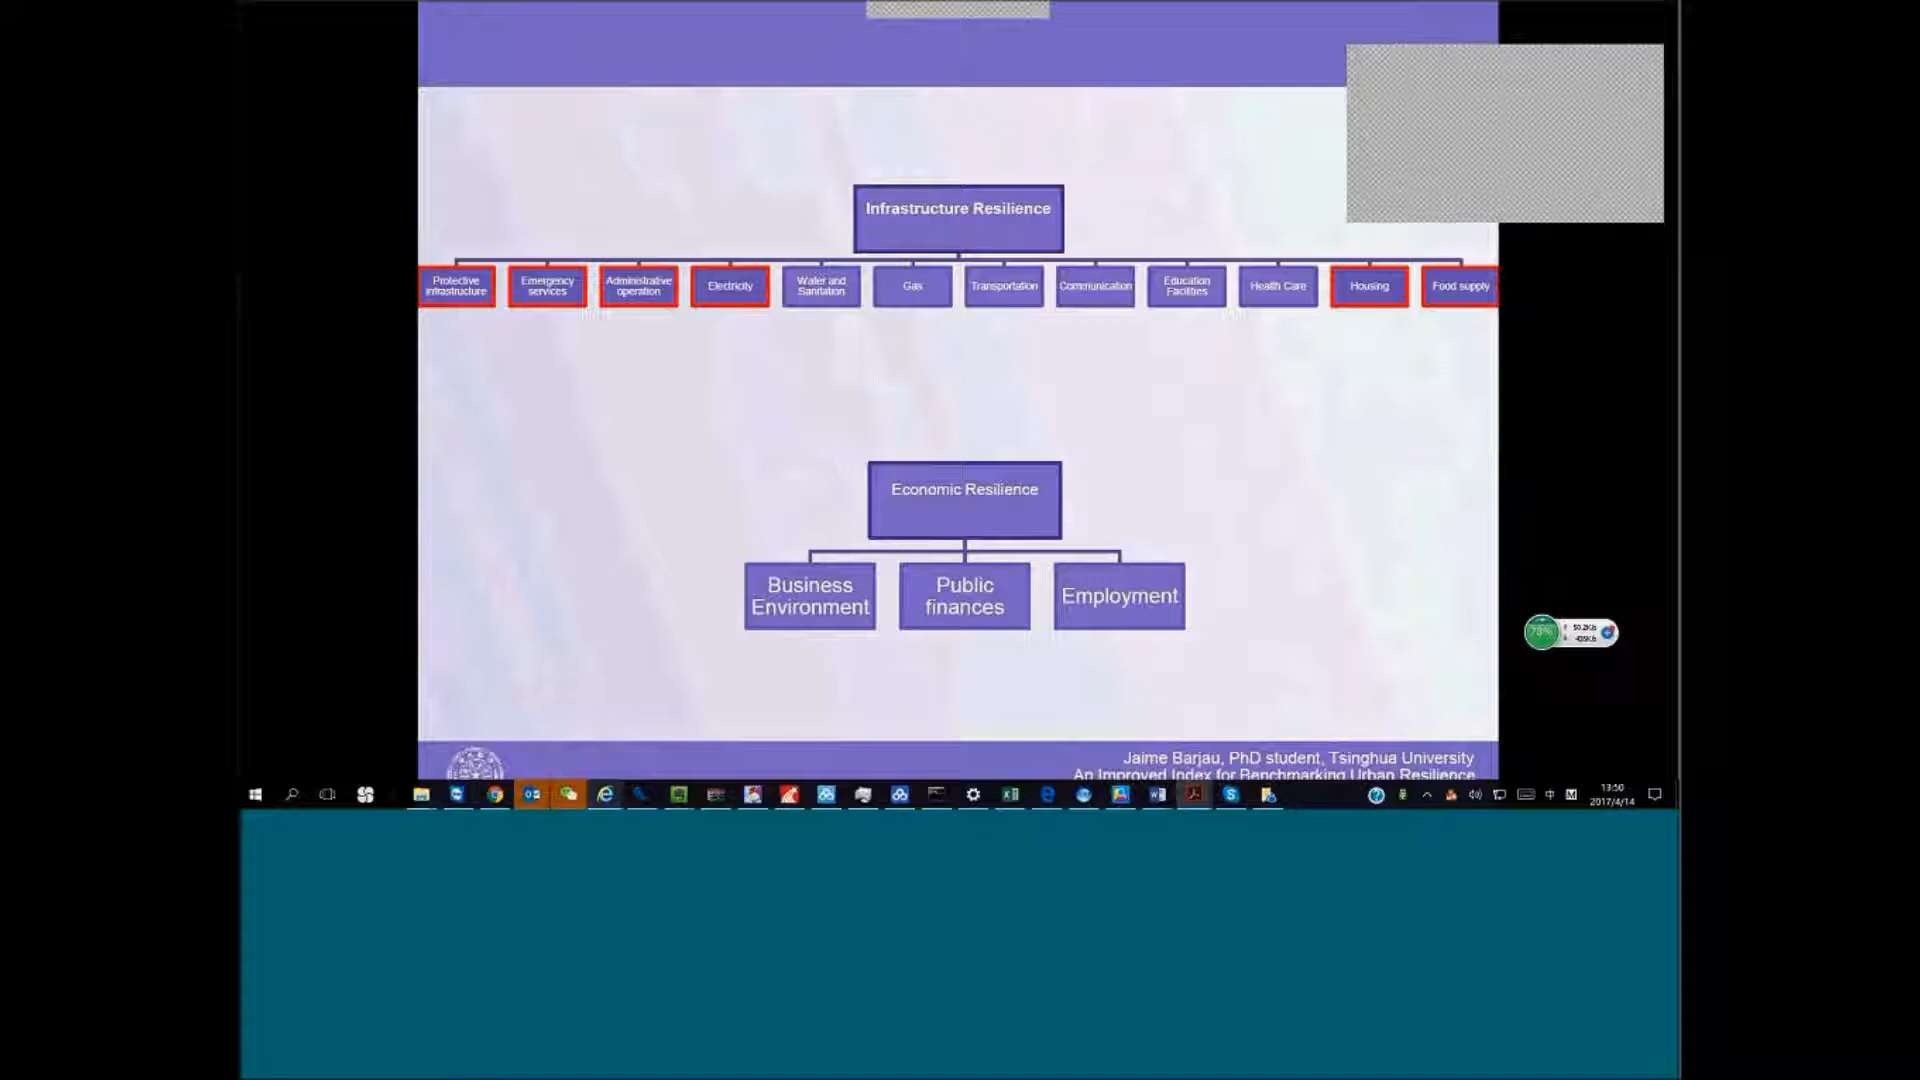 Infrastructure Resilience
Protective
infrastructure
Emergency
services
Administrative
operation
Electricity
Water and
Sanitation
Gas
Transportation
Communication
Education
Facilities
Health Care
Housing
Food supply
Economic Resilience
Business
Environment
Public
finances
Employment
Jaime Barjau, PhD student, Tsinghua University
An Improved Index for Benchmarking Urban Resilience
13:50
2017/4/14
中
M